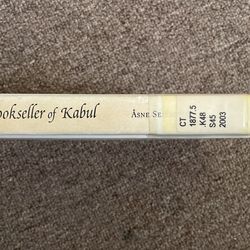 ookseller of Kabul
ÅSNE SE
CT
1877.5
.K48
S45
2003